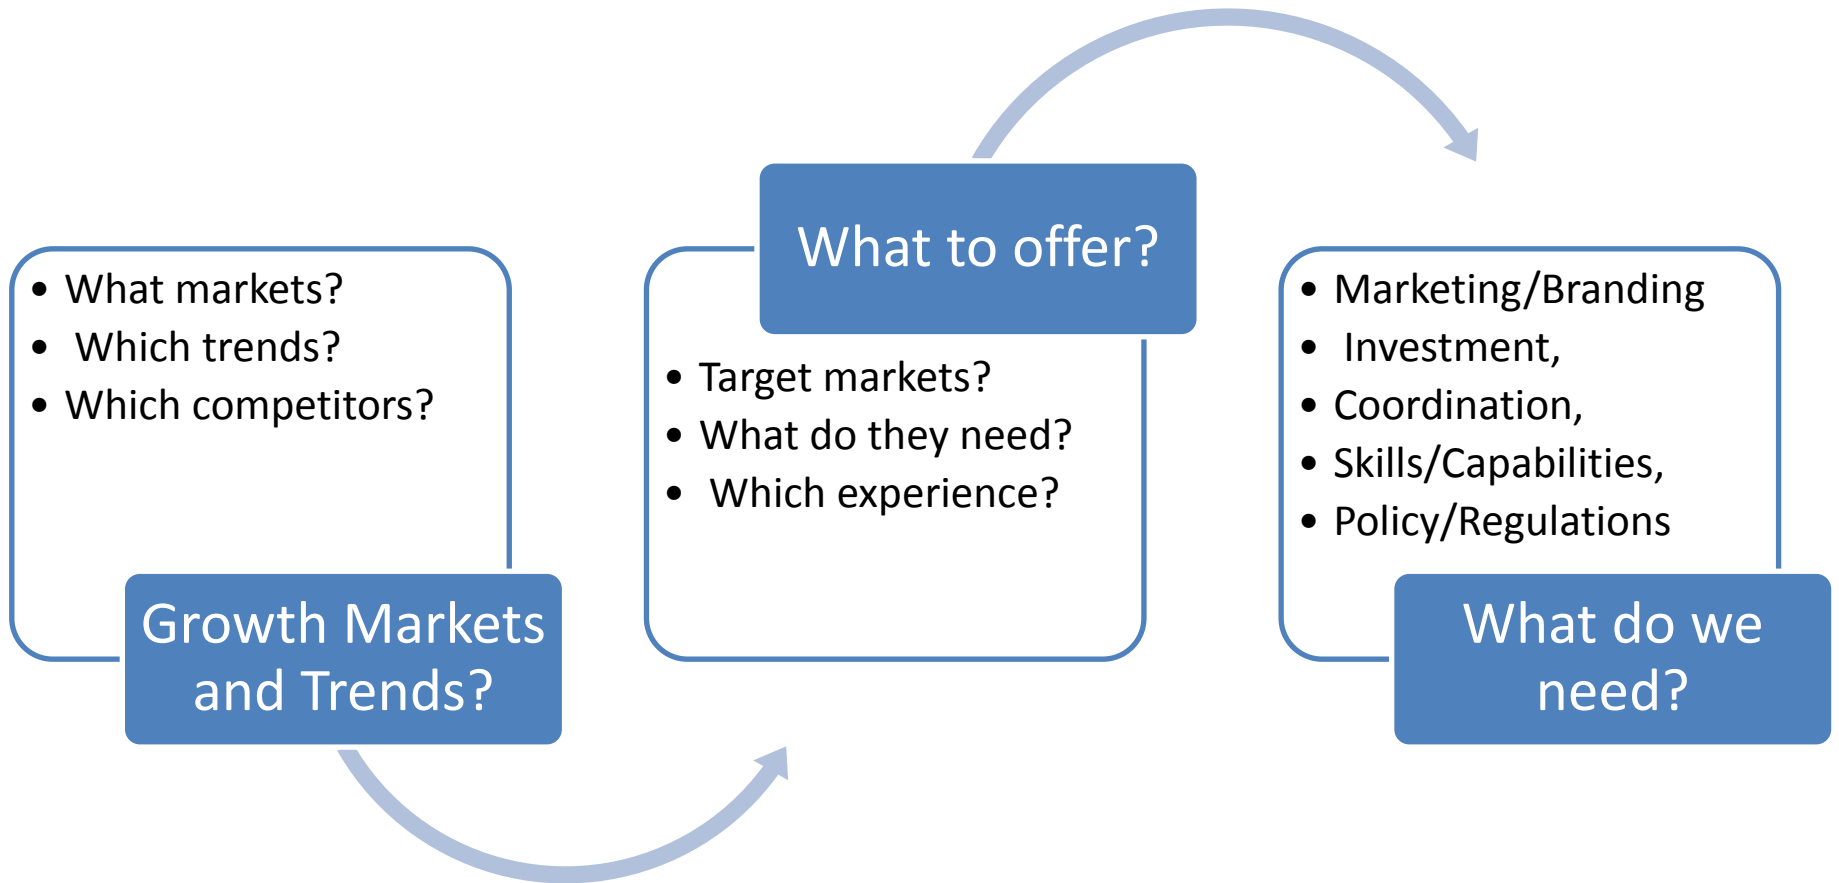 • What markets?
• Which trends?
• Which competitors?
Growth Markets
and Trends?
What to offer?
• Target markets?
• What do they need?
• Which experience?
• Marketing/Branding
• Investment,
• Coordination,
• Skills/Capabilities,
• Policy/Regulations
What do we
need?